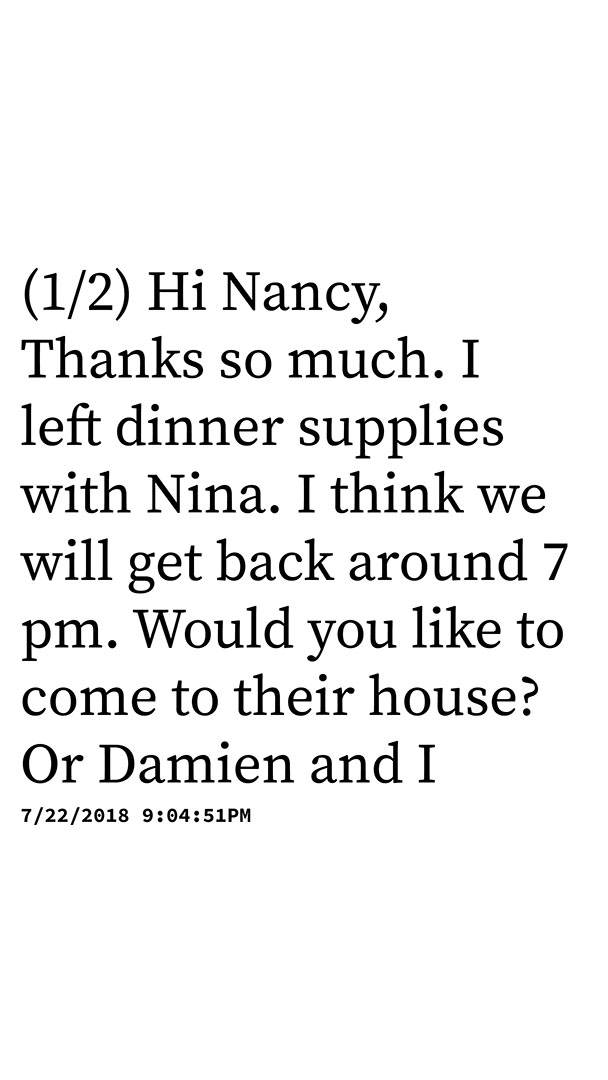 (1/2) Hi Nancy,
Thanks so much. I
left dinner supplies
with Nina. I think we
will get back around 7
pm. Would you like to
come to their house?
Or Damien and I
7/22/2018 9:04:51PM